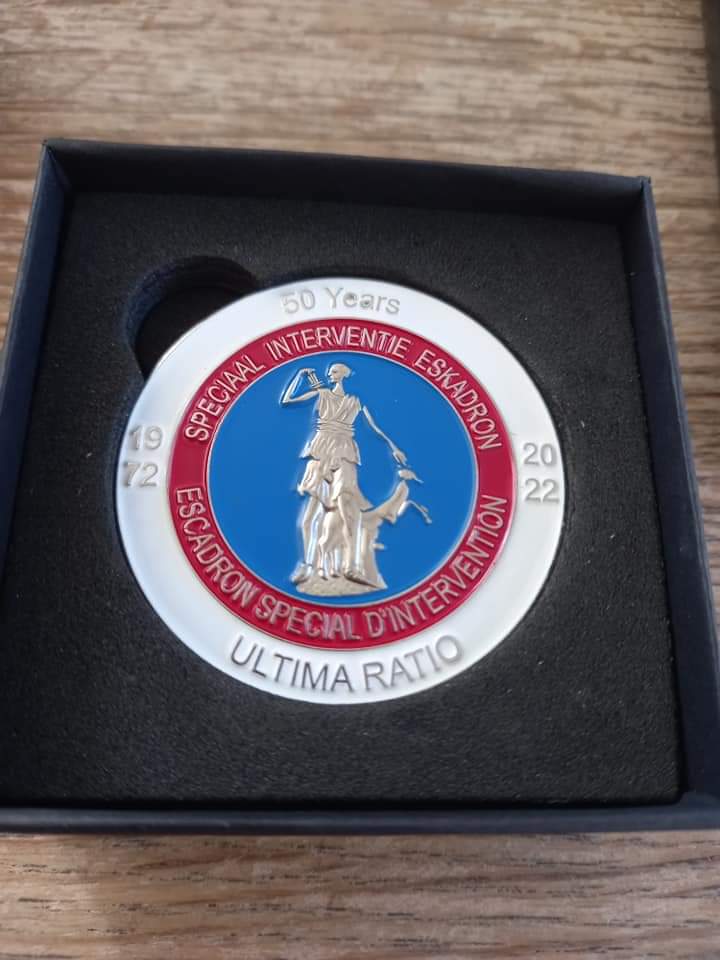 50 Years
SPECIAAL INTERVENTIE ESKADRON
19
72
20
22
ESCADRON SPECIAL D'INTERVENTION
ULTIMA RATIO